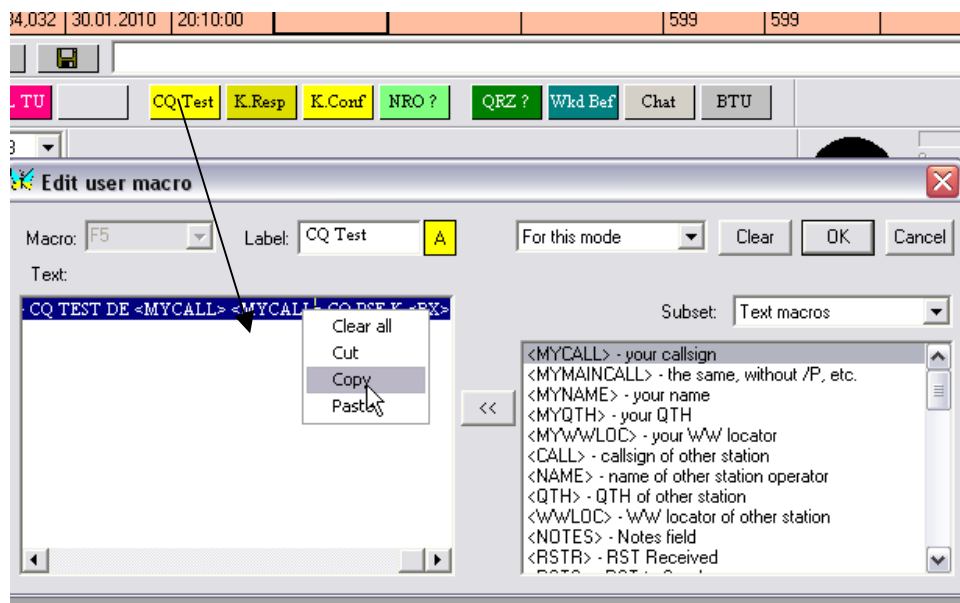 34,032 30.01.2010 20:10:00 599 599
TU CQ Test K.Resp K.Conf NRO ? QRZ ? Wkd Bef Chat BTU
Edit user macro
Macro: F5 Label: CQ Test A For this mode Clear OK Cancel
Text:
CQ TEST DE <MYCALL> <MYCALL CQ PSE K <RX>
Clear all
Cut
Copy
Paste
<<
Subset: Text macros
<MYCALL> - your callsign
<MYMAINCALL> - the same, without /P, etc.
<MYNAME> - your name
<MYQTH> - your QTH
<MYWWLOC> - your WW locator
<CALL> - callsign of other station
<NAME> - name of other station operator
<QTH> - QTH of other station
<WWLOC> - WW locator of other station
<NOTES> - Notes field
<RSTR> - RST Received